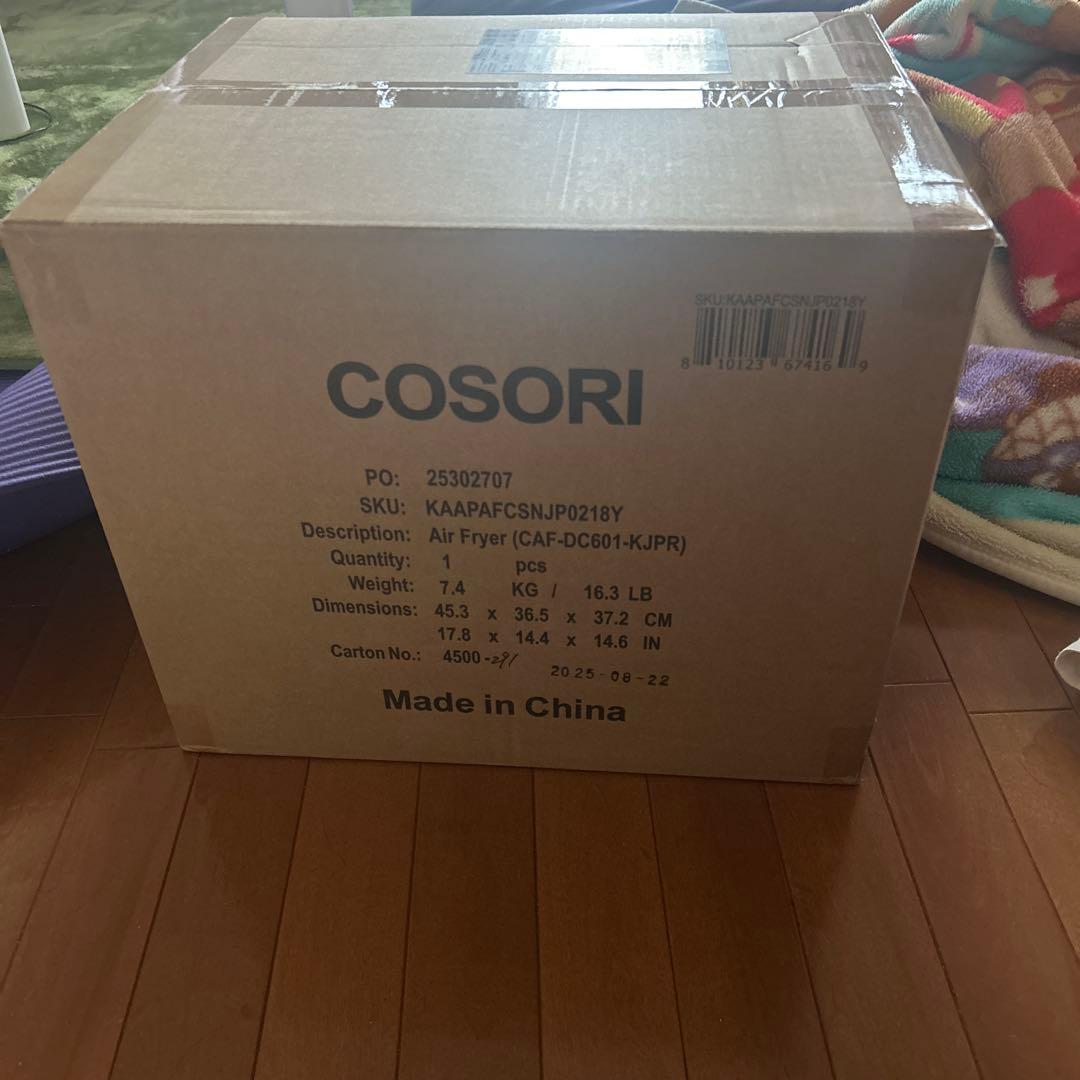 SKU:KAAPAFCSNJP0218Y
8 10123 67416 9
COSORI
PO: 25302707
SKU: KAAPAFCSNJP0218Y
Description: Air Fryer (CAF-DC601-KJPR)
Quantity: 1 pcs
Weight: 7.4 KG / 16.3 LB
Dimensions: 45.3 x 36.5 x 37.2 CM
17.8 x 14.4 x 14.6 IN
Carton No.: 4500-291
2025-08-22
Made in China